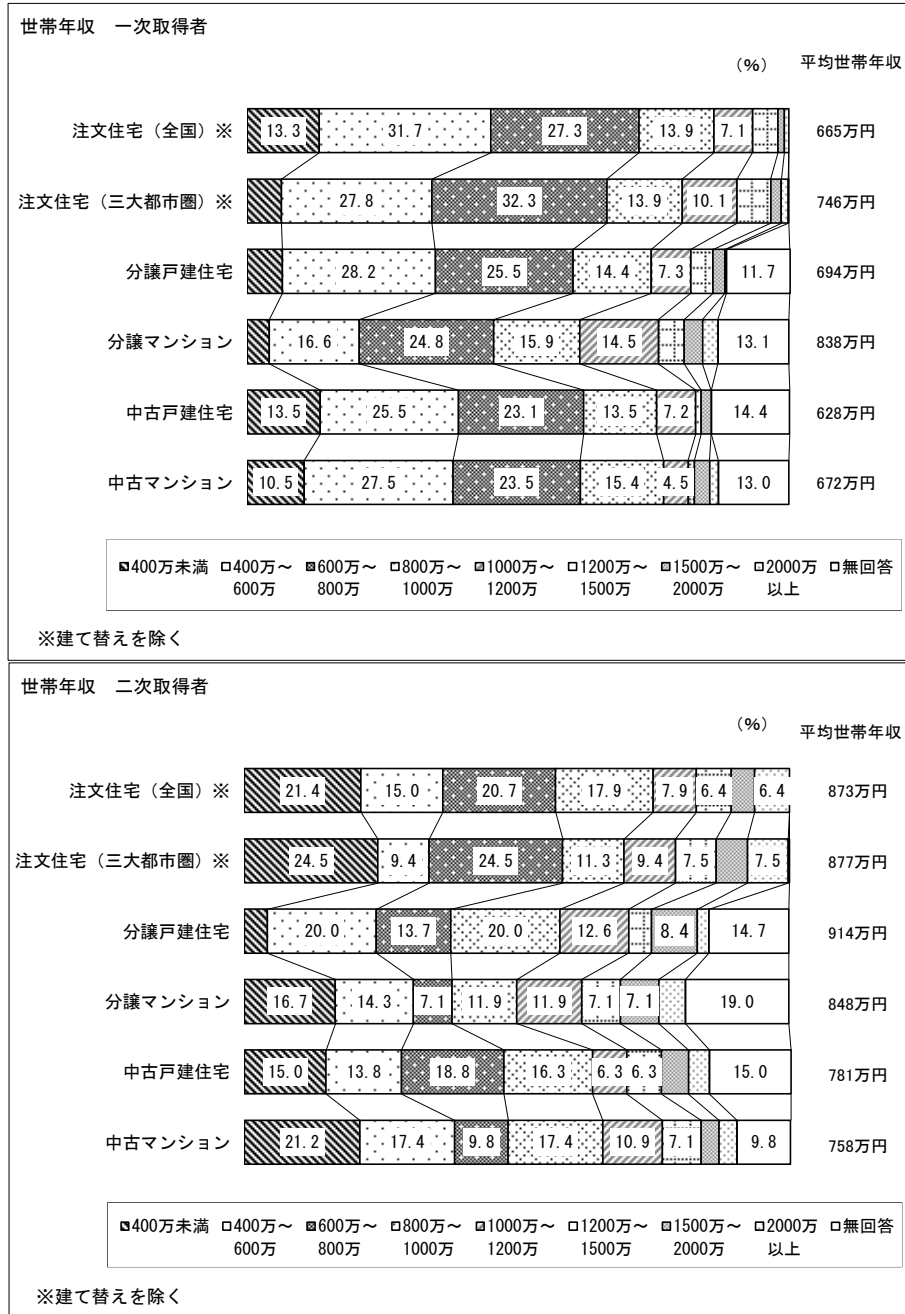 世帯年収　一次取得者
（%）　平均世帯年収
注文住宅（全国）※ 13.3 31.7 27.3 13.9 7.1 665万円
注文住宅（三大都市圏）※ 27.8 32.3 13.9 10.1 746万円
分譲戸建住宅 28.2 25.5 14.4 7.3 11.7 694万円
分譲マンション 16.6 24.8 15.9 14.5 13.1 838万円
中古戸建住宅 13.5 25.5 23.1 13.5 7.2 14.4 628万円
中古マンション 10.5 27.5 23.5 15.4 4.5 13.0 672万円
400万未満 400万～ 600万～ 800万～ 1000万～ 1200万～ 1500万～ 2000万 無回答
600万 800万 1000万 1200万 1500万 2000万 以上
※建て替えを除く
世帯年収　二次取得者
（%）　平均世帯年収
注文住宅（全国）※ 21.4 15.0 20.7 17.9 7.9 6.4 6.4 873万円
注文住宅（三大都市圏）※ 24.5 9.4 24.5 11.3 9.4 7.5 7.5 877万円
分譲戸建住宅 20.0 13.7 20.0 12.6 8.4 14.7 914万円
分譲マンション 16.7 14.3 7.1 11.9 11.9 7.1 7.1 19.0 848万円
中古戸建住宅 15.0 13.8 18.8 16.3 6.3 6.3 15.0 781万円
中古マンション 21.2 17.4 9.8 17.4 10.9 7.1 9.8 758万円
400万未満 400万～ 600万～ 800万～ 1000万～ 1200万～ 1500万～ 2000万 無回答
600万 800万 1000万 1200万 1500万 2000万 以上
※建て替えを除く